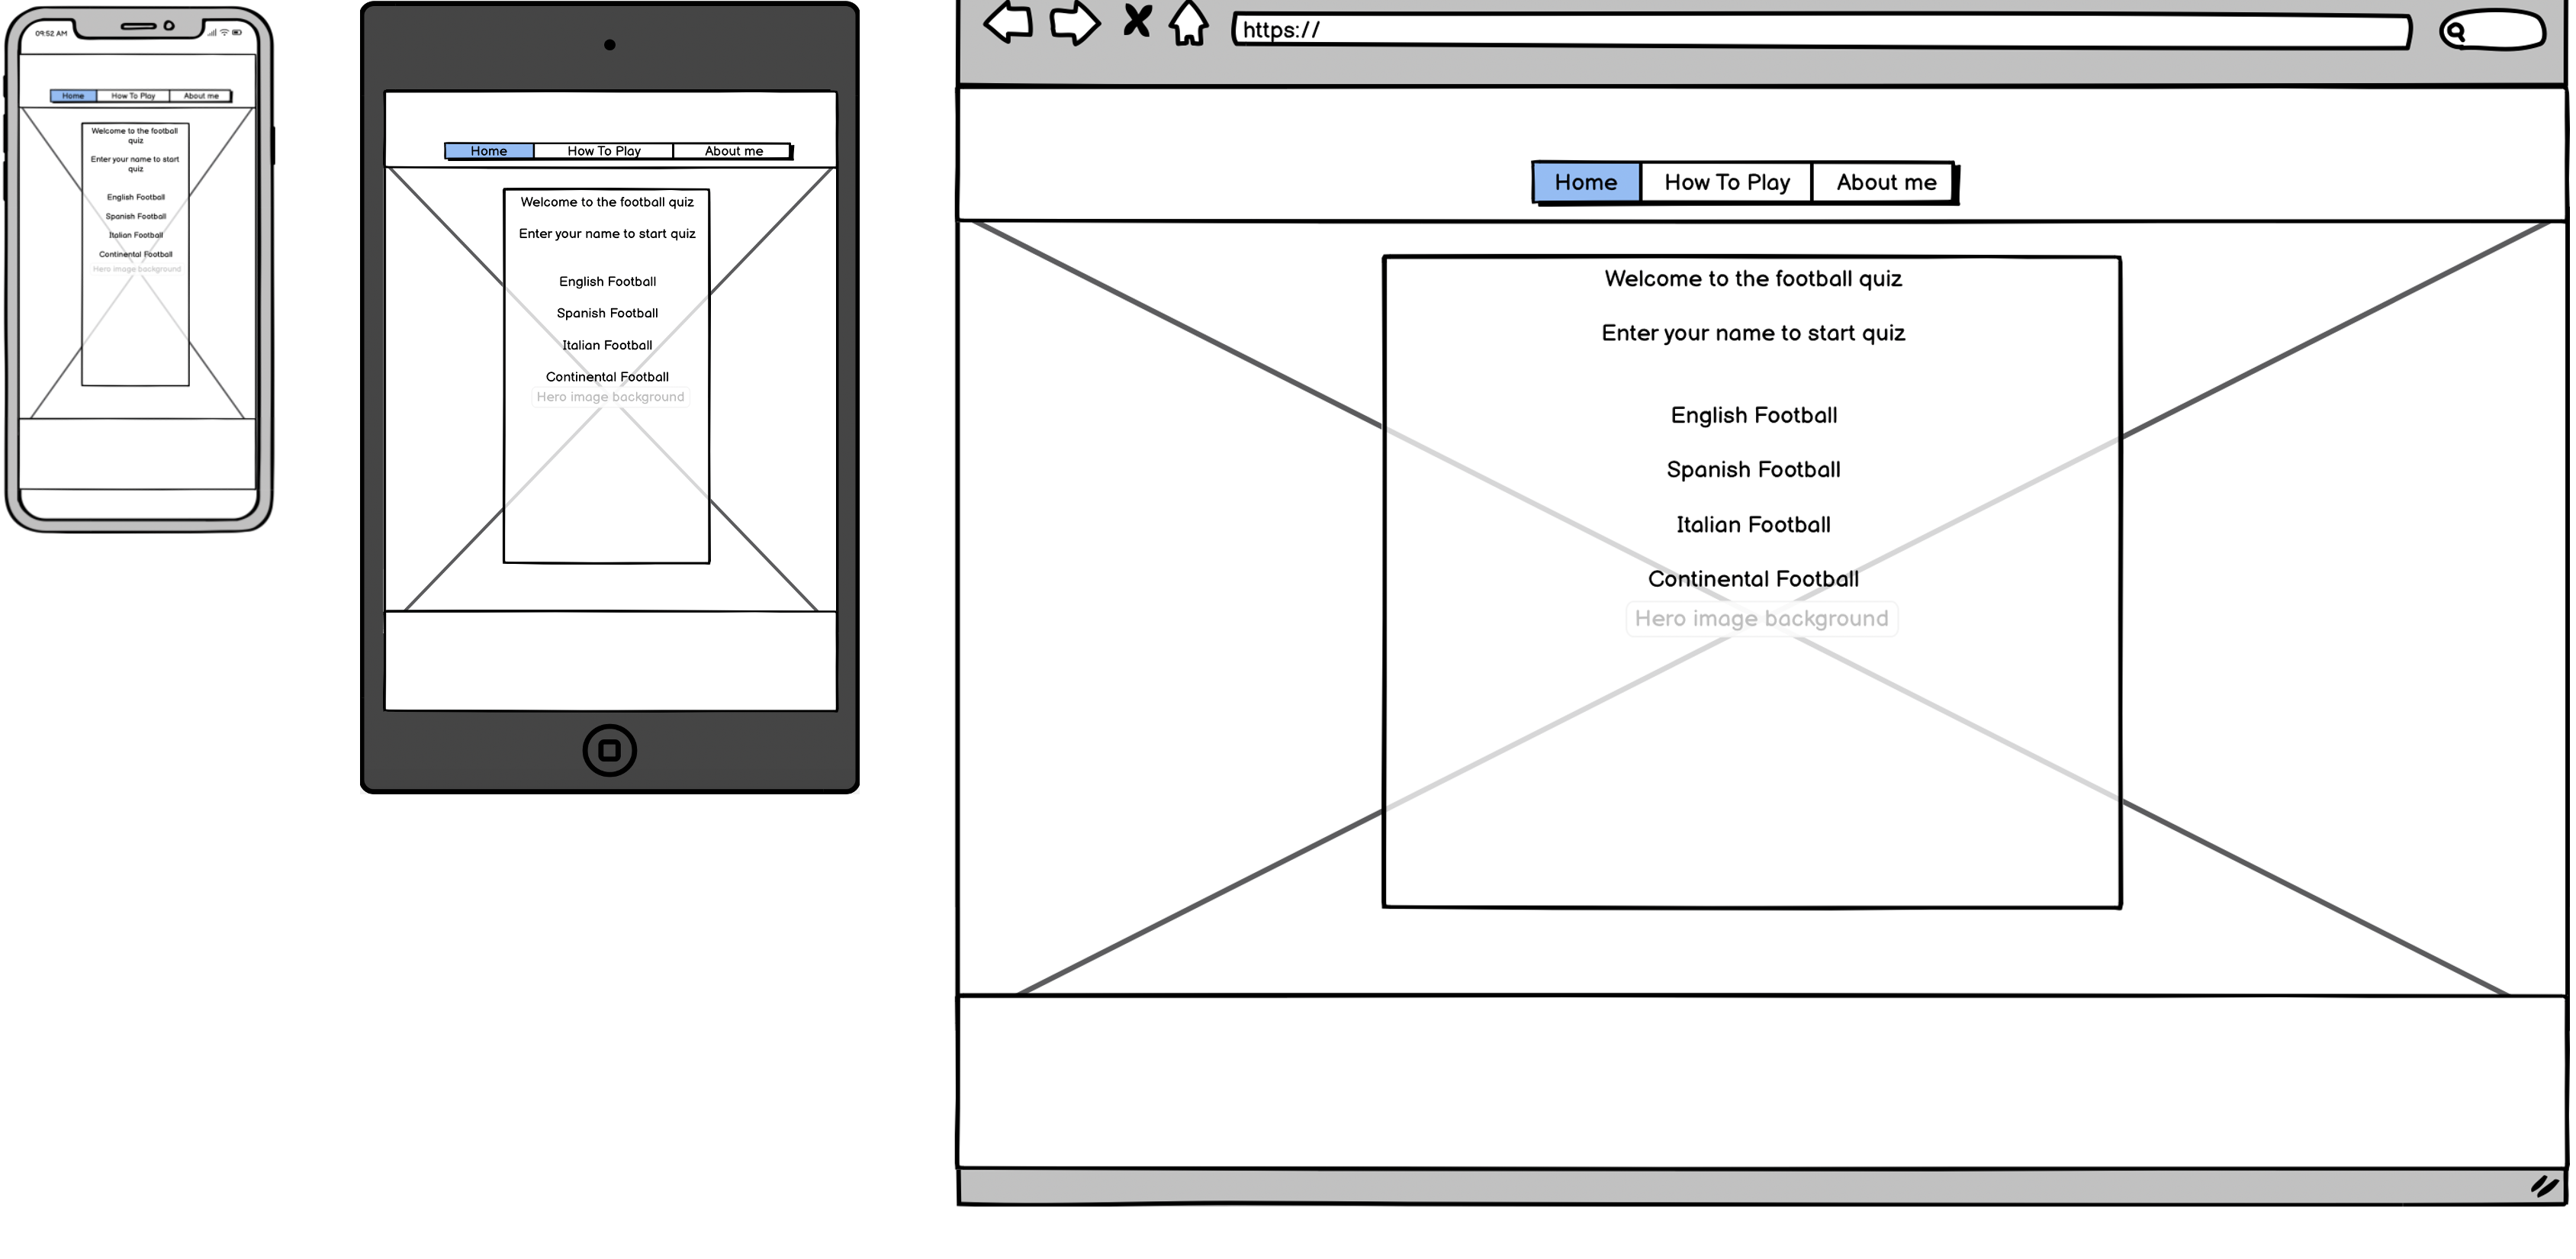 09:52 AM
Home How To Play About me
Welcome to the football
quiz
Enter your name to start
quiz
English Football
Spanish Football
Italian Football
Continental Football
Hero image background
Home How To Play About me
Welcome to the football quiz
Enter your name to start quiz
English Football
Spanish Football
Italian Football
Continental Football
Hero image background
https://
Home How To Play About me
Welcome to the football quiz
Enter your name to start quiz
English Football
Spanish Football
Italian Football
Continental Football
Hero image background